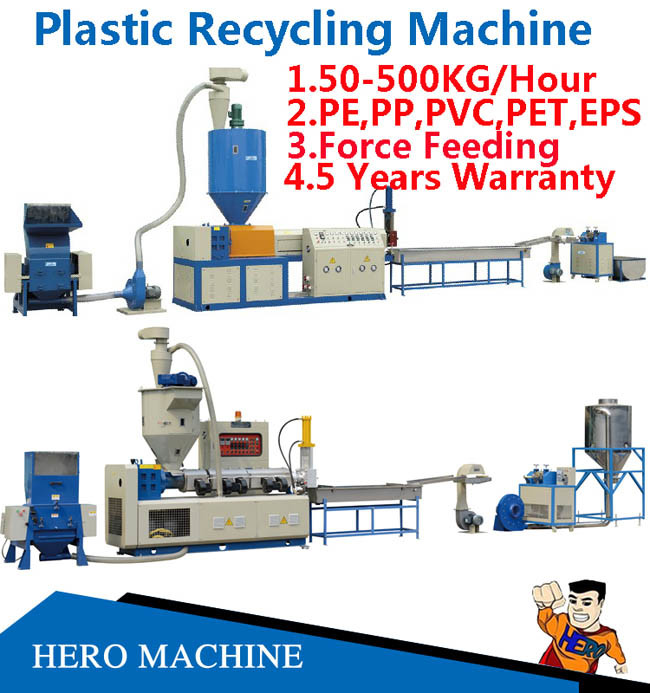 Plastic Recycling Machine
1.50-500KG/Hour
2.PE,PP,PVC,PET,EPS
3.Force Feeding
4.5 Years Warranty
HERO
HERO MACHINE